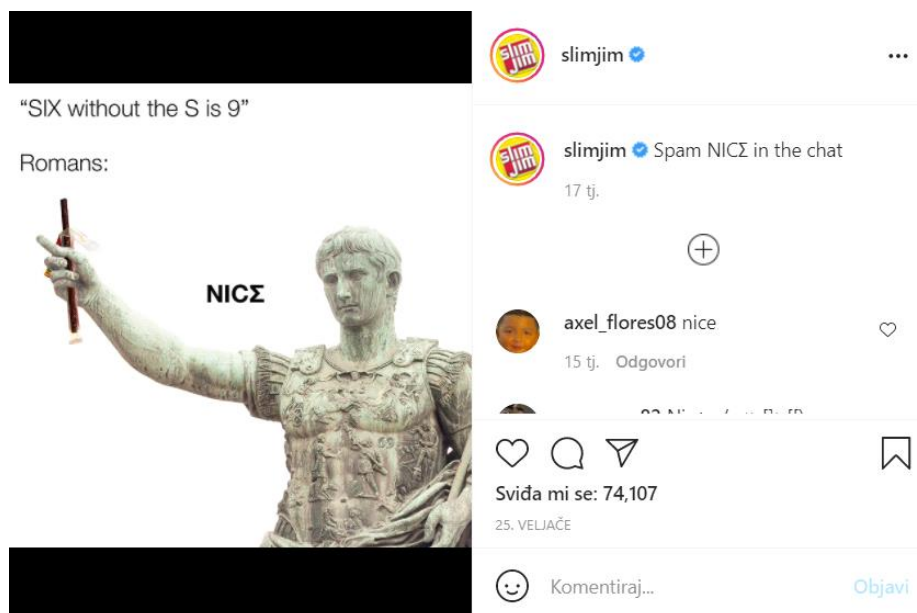 “SIX without the S is 9”
Romans:
NICΣ
slimjim
slimjim Spam NICΣ in the chat
17 tj.
axel_flores08 nice
15 tj. Odgovori
Sviđa mi se: 74,107
25. VELJAČE
Komentiraj...
Objavi